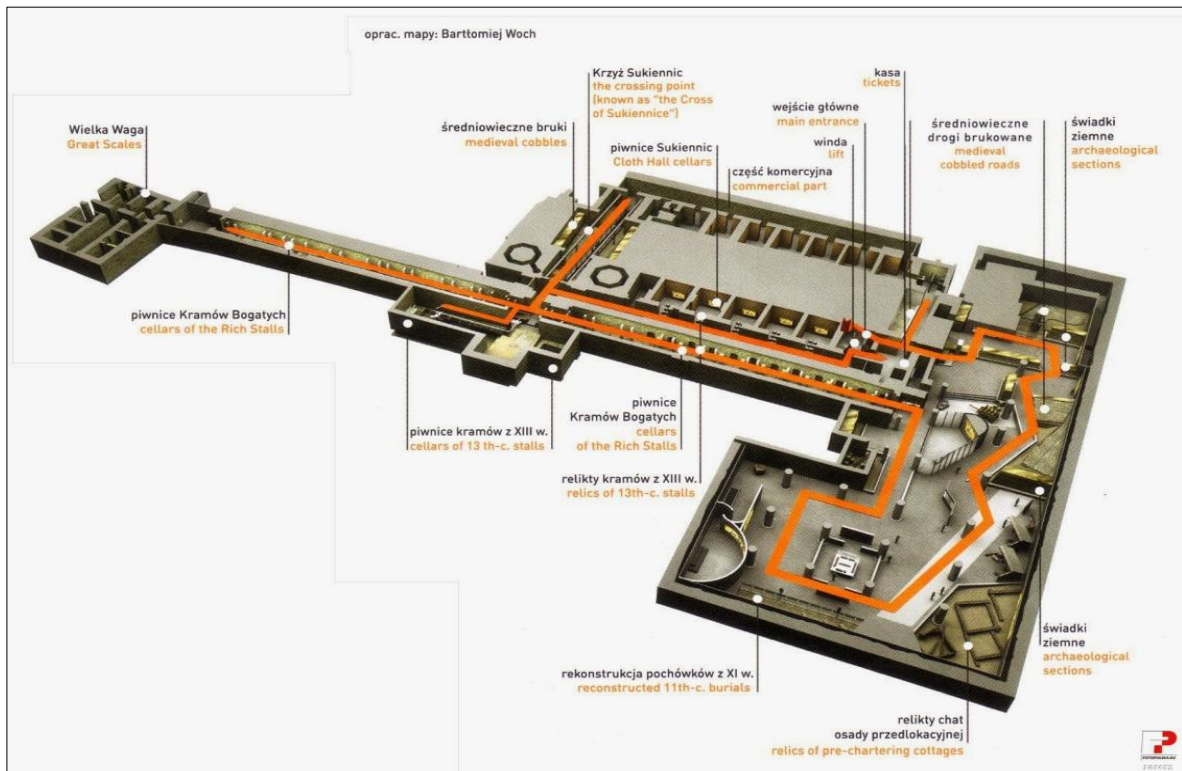 oprac. mapy: Bartłomiej Woch
Krzyż Sukiennic
the crossing point
(known as "the Cross
of Sukiennice")
kasa
tickets
wejście główne
main entrance
średniowieczne
drogi brukowane
medieval
cobbled roads
świadki
ziemne
archaeological
sections
Wielka Waga
Great Scales
średniowieczne bruki
medieval cobbles
piwnice Sukiennic
Cloth Hall cellars
winda
lift
część komercyjna
commercial part
piwnice Kramów Bogatych
cellars of the Rich Stalls
piwnice kramów z XIII w.
cellars of 13 th-c. stalls
piwnice
Kramów Bogatych
cellars
of the Rich Stalls
relikty kramów z XIII w.
relics of 13th-c. stalls
rekonstrukcja pochówków z XI w.
reconstructed 11th-c. burials
świadki
ziemne
archaeological
sections
relikty chat
osady przedlokacyjnej
relics of pre-chartering cottages
FP
FOTOPOLSKA.EU